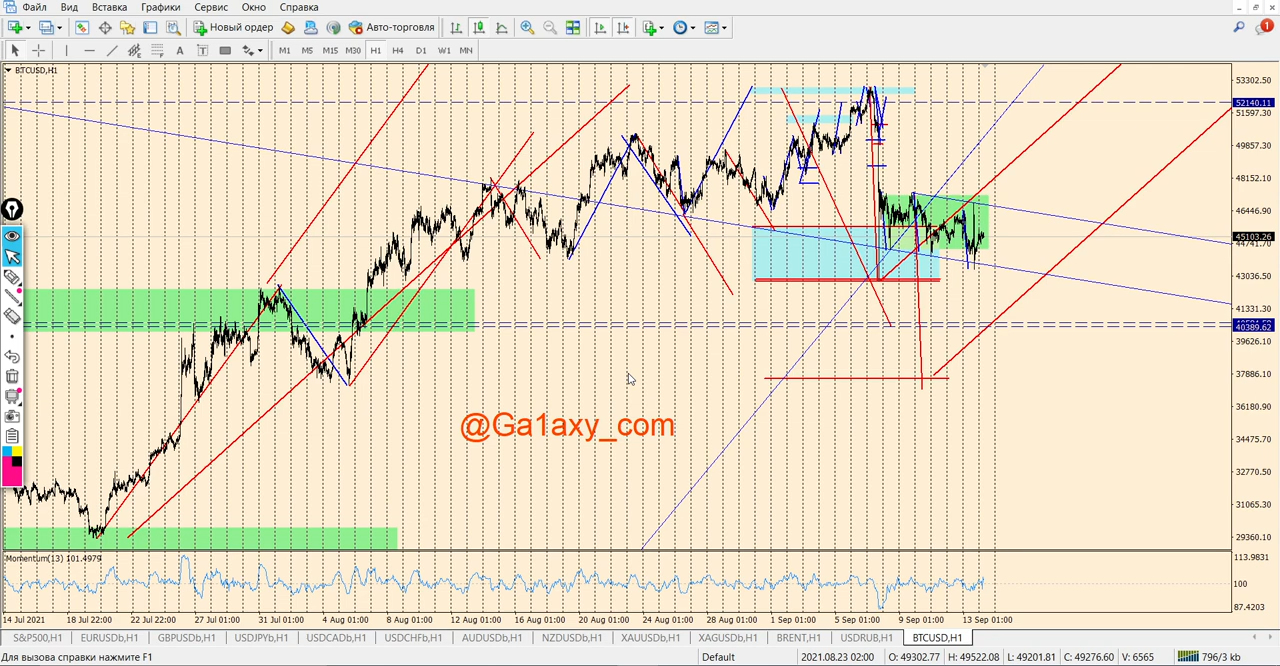 Файл Вид Вставка Графики Сервис Окно Справка
Новый ордер Авто-торговля 1
A T M1 M5 M15 M30 H1 H4 D1 W1 MN
BTCUSD,H1
53302.50
52140.11
51597.30
49857.30
48152.10
46446.90
45103.26
44741.70
43036.50
41331.30
40389.62
39626.10
37886.10
36180.90
34475.70
32770.50
31065.30
29360.10
@Ga1axy_com
Momentum(13) 101.4979
113.9831
100
87.4203
14 Jul 2021 18 Jul 22:00 22 Jul 22:00 27 Jul 01:00 31 Jul 01:00 4 Aug 01:00 8 Aug 01:00 12 Aug 01:00 16 Aug 01:00 20 Aug 01:00 24 Aug 01:00 28 Aug 01:00 1 Sep 01:00 5 Sep 01:00 9 Sep 01:00 13 Sep 01:00
S&P500,H1 EURUSDb,H1 GBPUSDb,H1 USDJPYb,H1 USDCADb,H1 USDCHFb,H1 AUDUSDb,H1 NZDUSDb,H1 XAUUSDb,H1 XAGUSDb,H1 BRENT,H1 USDRUB,H1 BTCUSD,H1
Для вызова справки нажмите F1 Default 2021.08.23 02:00 O: 49302.77 H: 49522.08 L: 49201.81 C: 49276.60 V: 6565 796/3 kb